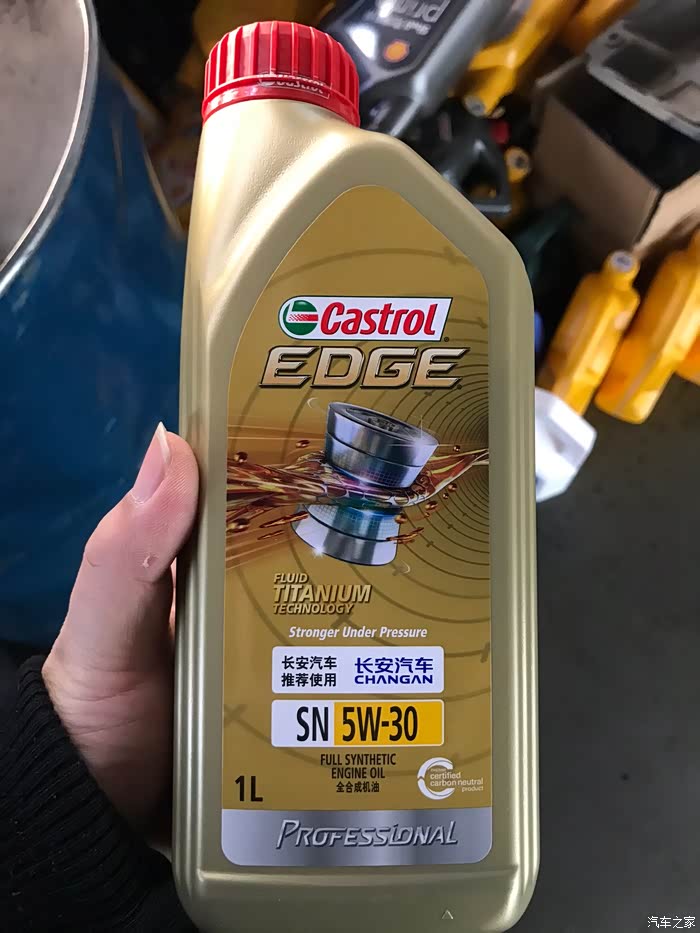 Castrol
Castrol
EDGE
FLUID
TITANIUM
TECHNOLOGY
Stronger Under Pressure
长安汽车
推荐使用
长安汽车
CHANGAN
SN 5W-30
FULL SYNTHETIC
ENGINE OIL
全合成机油
1L
certified
carbon neutral
product
PROFESSIONAL
汽车之家